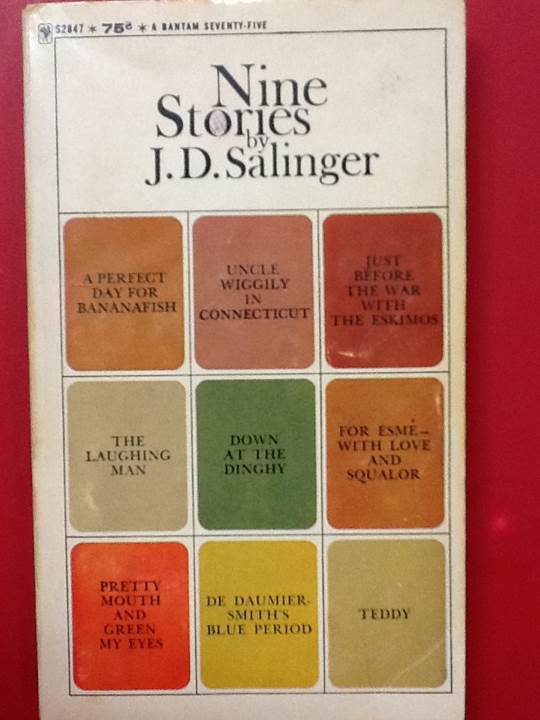 S2847 * 75¢ * A BANTAM SEVENTY-FIVE
Nine
Stories
by
J.D. Salinger
A PERFECT
DAY FOR
BANANAFISH
UNCLE
WIGGILY
IN
CONNECTICUT
JUST
BEFORE
THE WAR
WITH
THE ESKIMOS
THE
LAUGHING
MAN
DOWN
AT THE
DINGHY
FOR ESMÉ—
WITH LOVE
AND
SQUALOR
PRETTY
MOUTH
AND
GREEN
MY EYES
DE DAUMIER-
SMITH'S
BLUE PERIOD
TEDDY